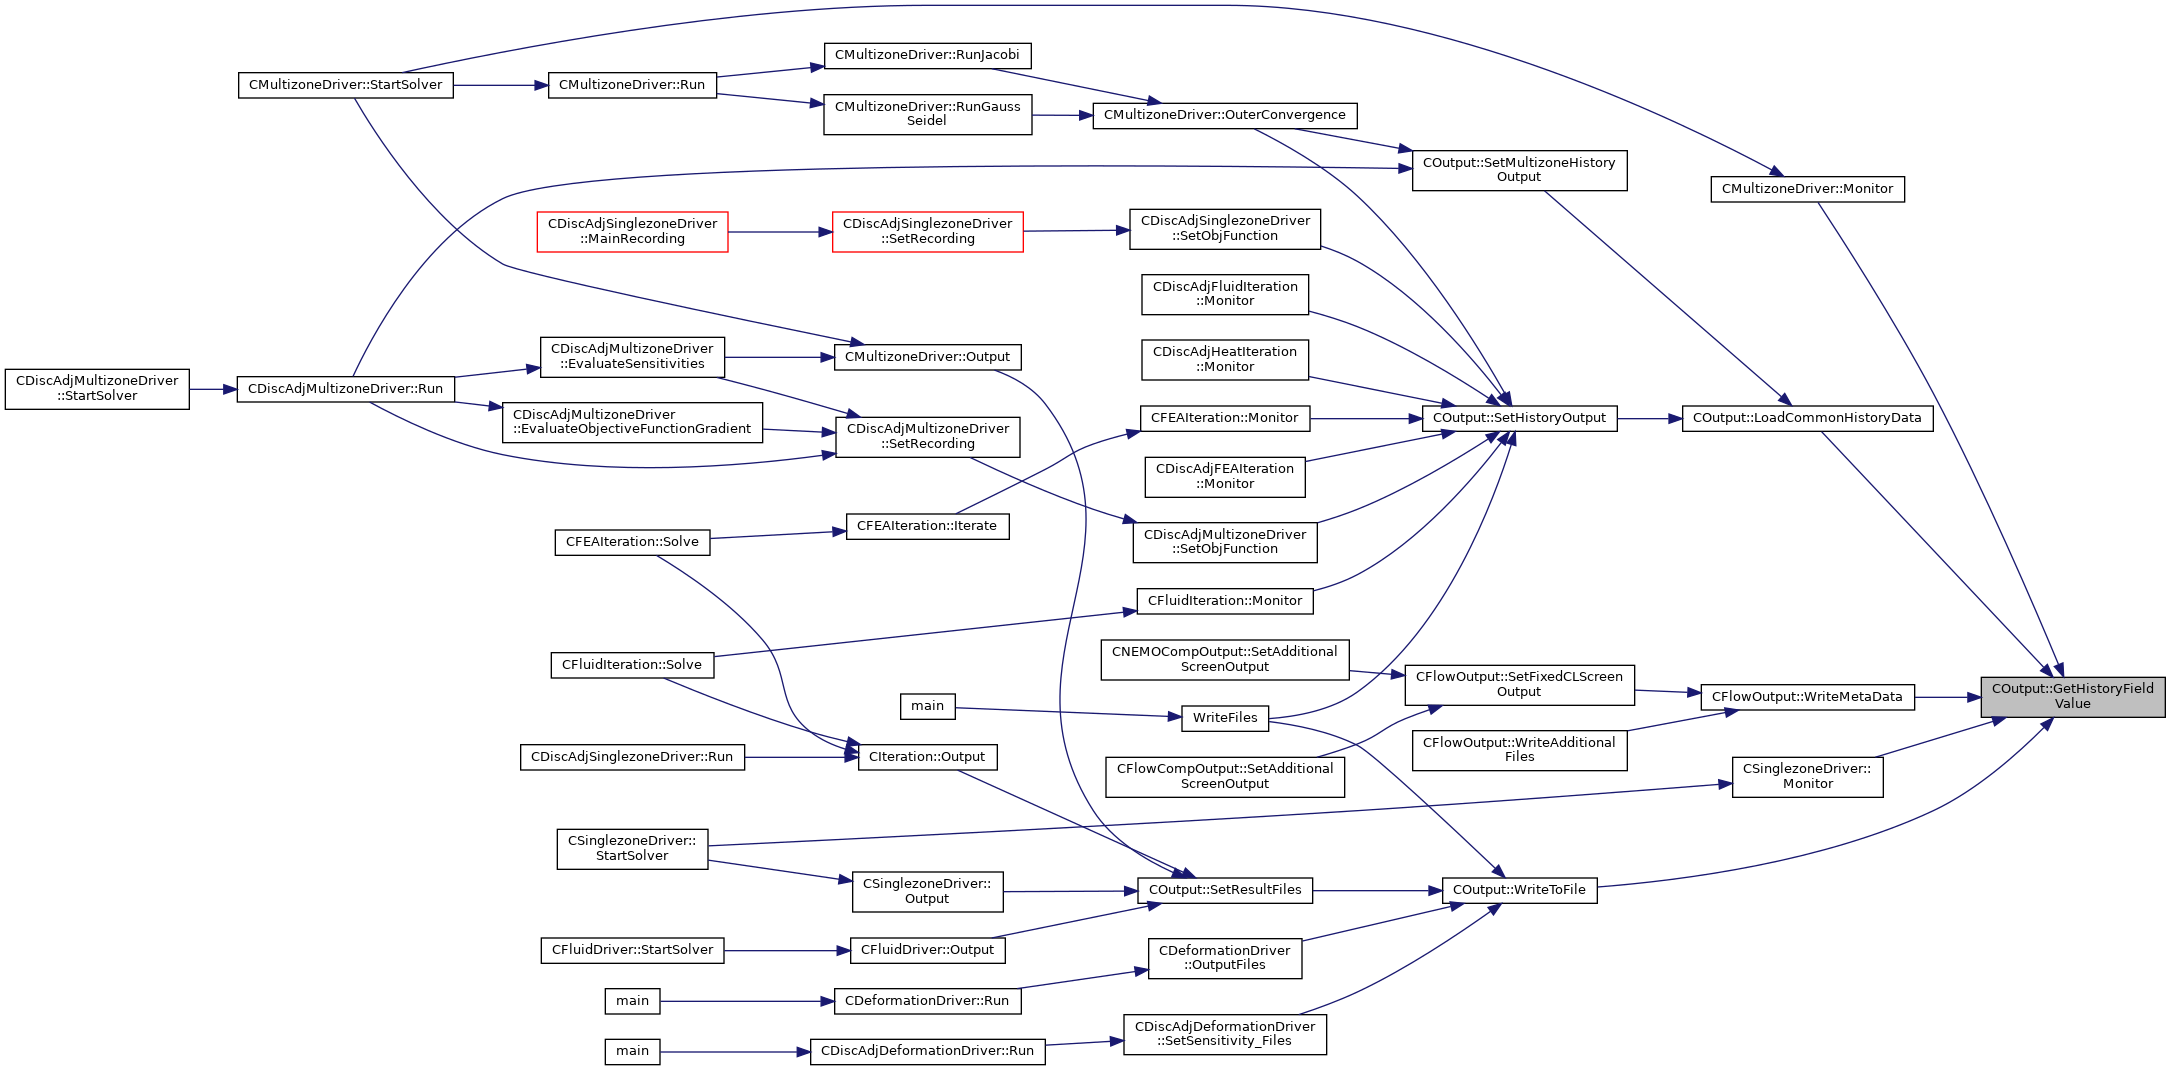 CMultizoneDriver::RunJacobi
CMultizoneDriver::StartSolver
CMultizoneDriver::Run
CMultizoneDriver::RunGauss
Seidel
CMultizoneDriver::OuterConvergence
COutput::SetMultizoneHistory
Output
CMultizoneDriver::Monitor
CDiscAdjSinglezoneDriver
::MainRecording
CDiscAdjSinglezoneDriver
::SetRecording
CDiscAdjSinglezoneDriver
::SetObjFunction
CDiscAdjFluidIteration
::Monitor
CDiscAdjMultizoneDriver
::EvaluateSensitivities
CMultizoneDriver::Output
CDiscAdjHeatIteration
::Monitor
CDiscAdjMultizoneDriver
::StartSolver
CDiscAdjMultizoneDriver::Run
CDiscAdjMultizoneDriver
::EvaluateObjectiveFunctionGradient
CDiscAdjMultizoneDriver
::SetRecording
CFEAIteration::Monitor
COutput::SetHistoryOutput
COutput::LoadCommonHistoryData
CDiscAdjFEAIteration
::Monitor
CFEAIteration::Solve
CFEAIteration::Iterate
CDiscAdjMultizoneDriver
::SetObjFunction
CFluidIteration::Monitor
CFluidIteration::Solve
CNEMOCompOutput::SetAdditional
ScreenOutput
CFlowOutput::SetFixedCLScreen
Output
CFlowOutput::WriteMetaData
COutput::GetHistoryField
Value
main
WriteFiles
CDiscAdjSinglezoneDriver::Run
CIteration::Output
CFlowOutput::WriteAdditional
Files
CFlowCompOutput::SetAdditional
ScreenOutput
CSinglezoneDriver::
Monitor
CSinglezoneDriver::
StartSolver
CSinglezoneDriver::
Output
COutput::SetResultFiles
COutput::WriteToFile
CFluidDriver::StartSolver
CFluidDriver::Output
CDeformationDriver
::OutputFiles
main
CDeformationDriver::Run
CDiscAdjDeformationDriver
::SetSensitivity_Files
main
CDiscAdjDeformationDriver::Run